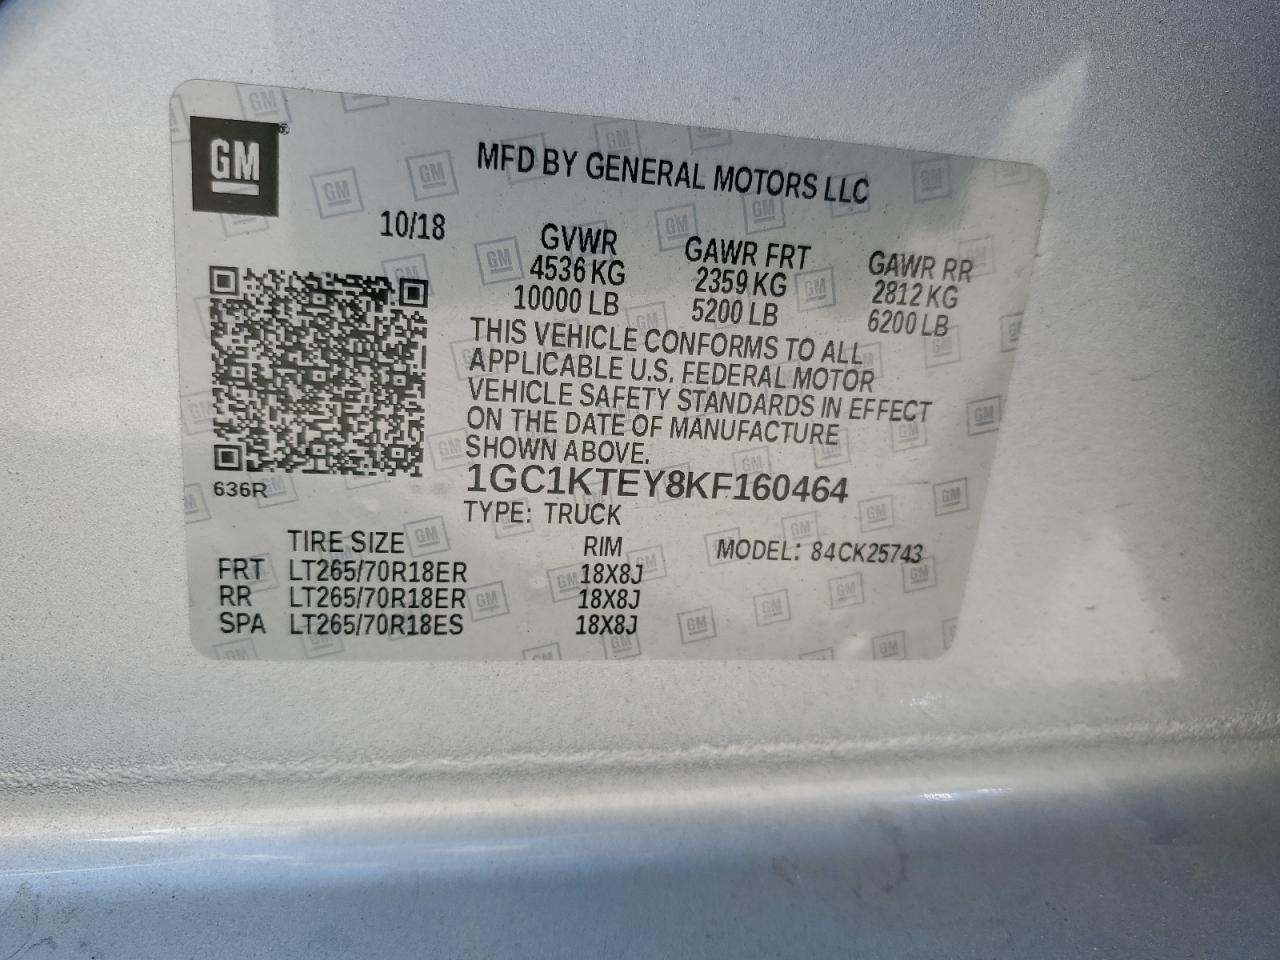 GM
MFD BY GENERAL MOTORS LLC
10/18
GVWR GAWR FRT GAWR RR
4536 KG 2359 KG 2812 KG
10000 LB 5200 LB 6200 LB
THIS VEHICLE CONFORMS TO ALL
APPLICABLE U.S. FEDERAL MOTOR
VEHICLE SAFETY STANDARDS IN EFFECT
ON THE DATE OF MANUFACTURE
SHOWN ABOVE.
636R
1GC1KTEY8KF160464
TYPE: TRUCK
TIRE SIZE RIM MODEL: 84CK25743
FRT LT265/70R18ER 18X8J
RR LT265/70R18ER 18X8J
SPA LT265/70R18ES 18X8J